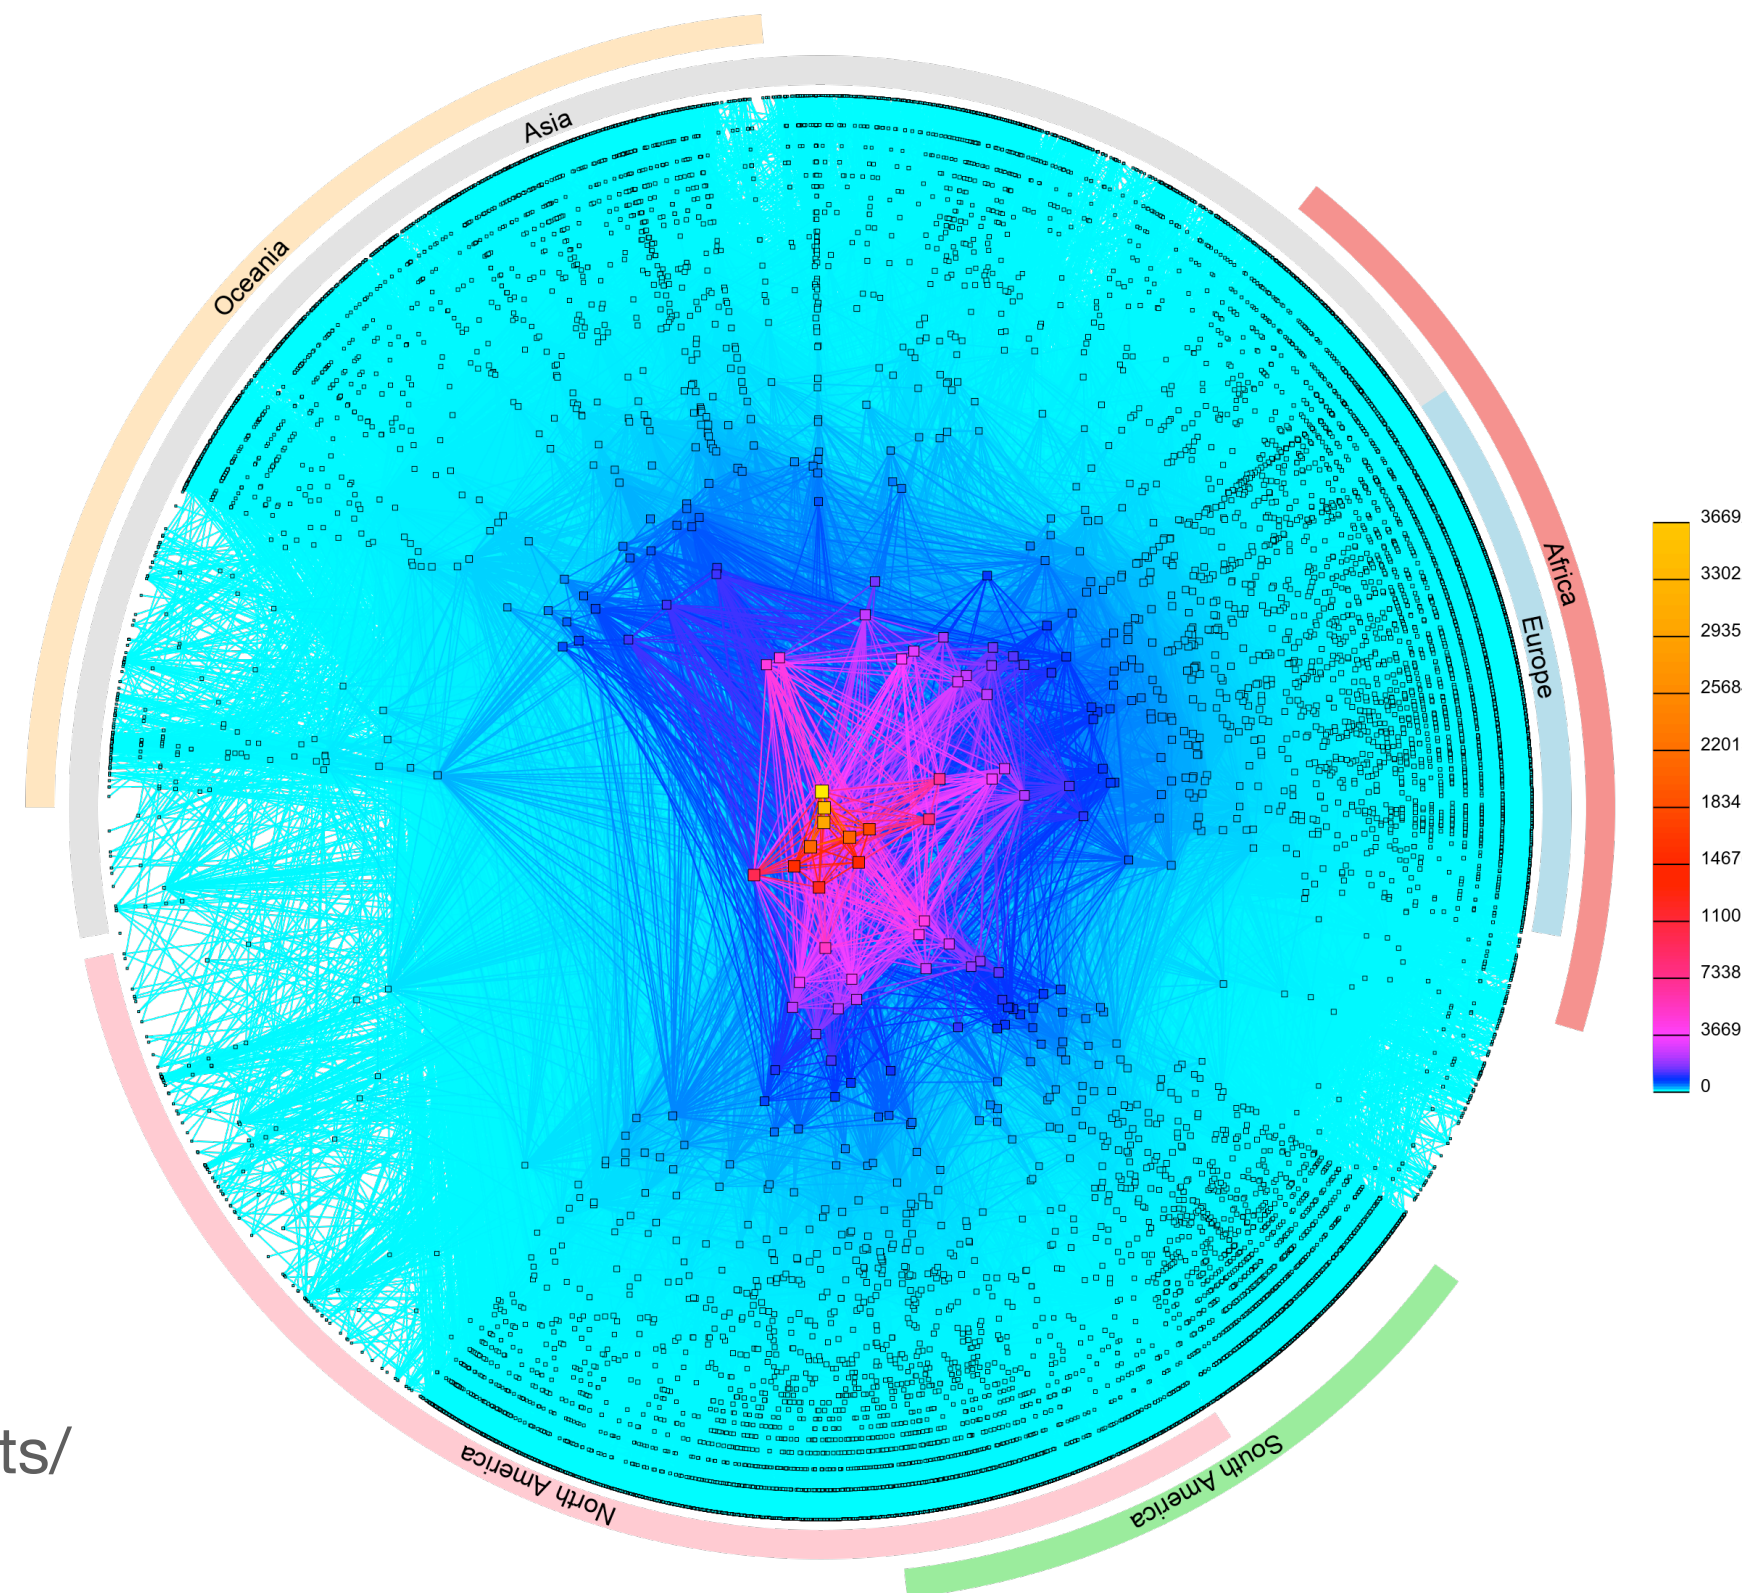 Asia
Oceania
Africa
Europe
North America
South America
3669
3302
2935
2568
2201
1834
1467
1100
7338
3669
0
ts/